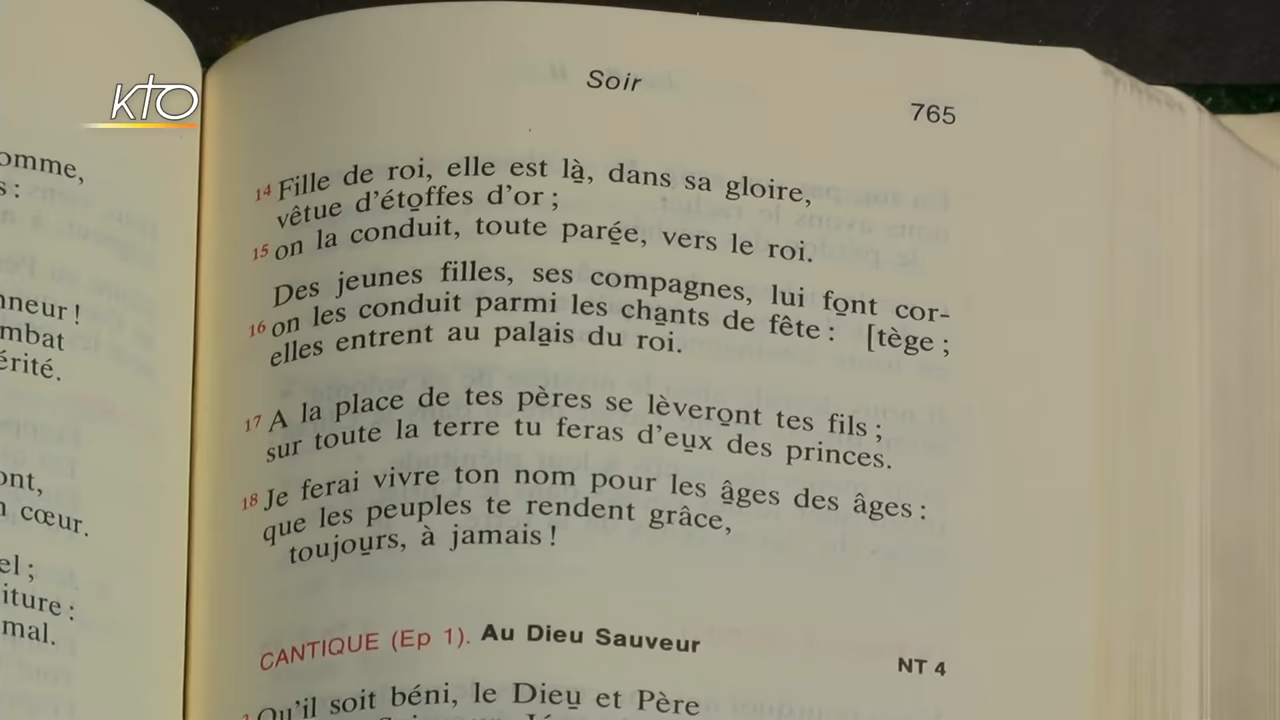 kto
omme,
s :
nneur !
mbat
érité.
ont,
n cœur.
el ;
iture :
mal.
Soir
765
14 Fille de roi, elle est là, dans sa gloire,
vêtue d'étoffes d'or ;
15 on la conduit, toute parée, vers le roi.
Des jeunes filles, ses compagnes, lui font cor-
16 on les conduit parmi les chants de fête : [tège ;
elles entrent au palais du roi.
17 A la place de tes pères se lèveront tes fils ;
sur toute la terre tu feras d'eux des princes.
18 Je ferai vivre ton nom pour les âges des âges :
que les peuples te rendent grâce,
toujours, à jamais !
CANTIQUE (Ep 1). Au Dieu Sauveur
NT 4
Qu'il soit béni, le Dieu et Père